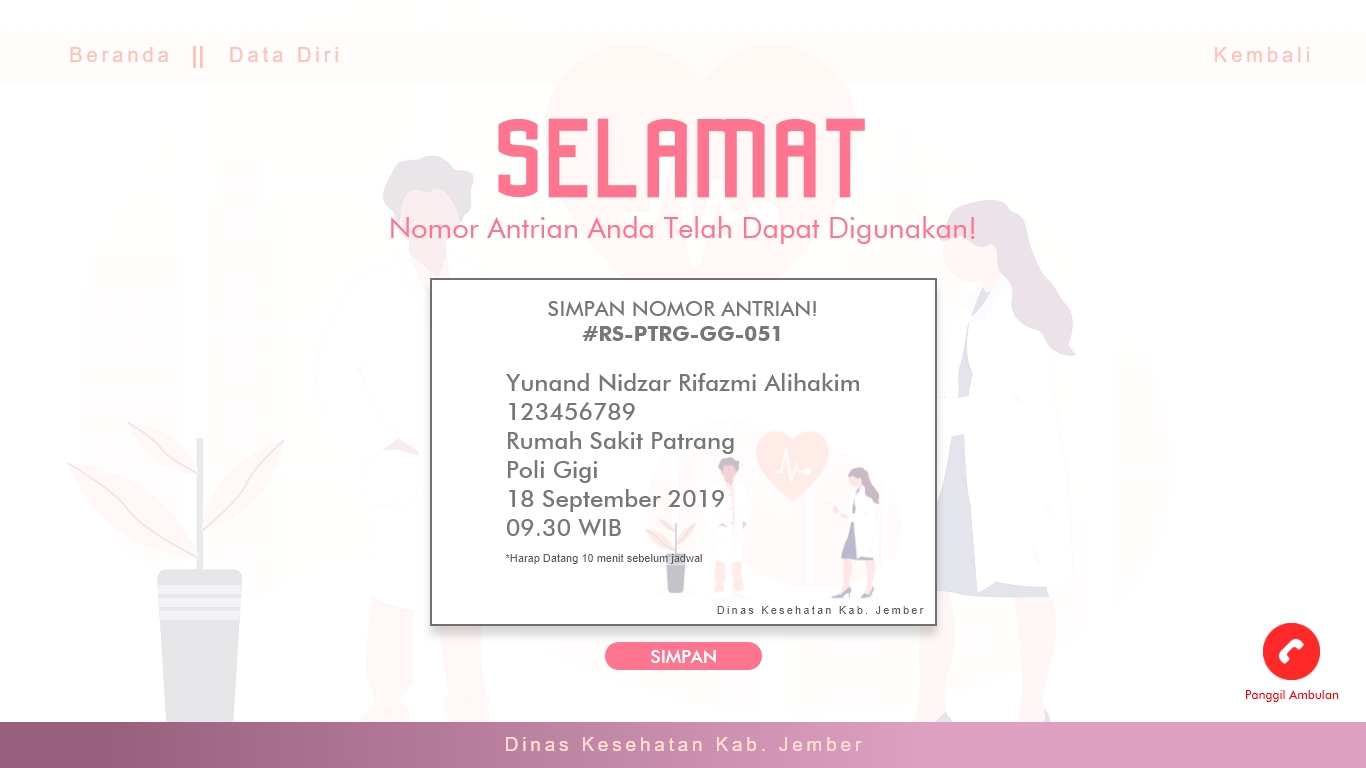 Beranda || Data Diri
Kembali
SELAMAT
Nomor Antrian Anda Telah Dapat Digunakan!
SIMPAN NOMOR ANTRIAN!
#RS-PTRG-GG-051
Yunand Nidzar Rifazmi Alihakim
123456789
Rumah Sakit Patrang
Poli Gigi
18 September 2019
09.30 WIB
*Harap Datang 10 menit sebelum jadwal
Dinas Kesehatan Kab. Jember
SIMPAN
Panggil Ambulan
Dinas Kesehatan Kab. Jember